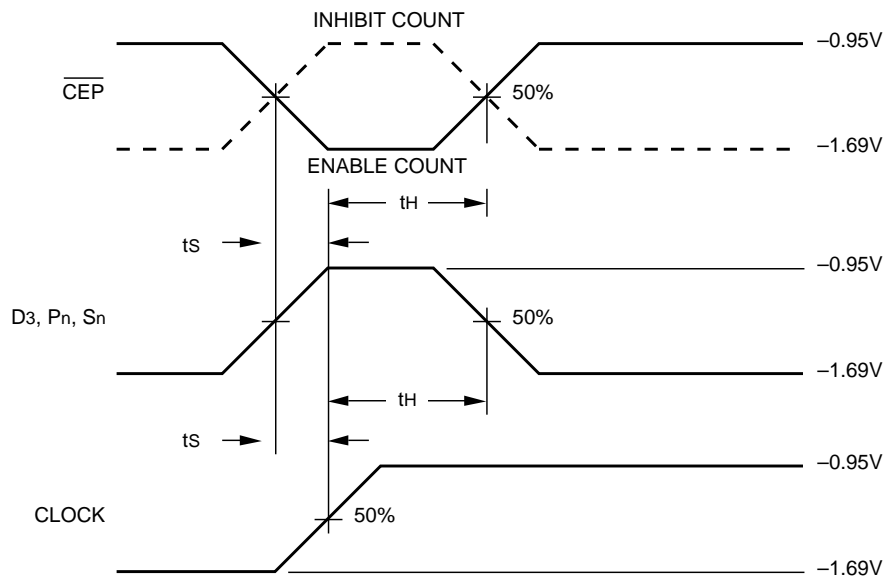 INHIBIT COUNT
–0.95V
CEP
50%
–1.69V
ENABLE COUNT
tH
tS
–0.95V
D3, Pn, Sn
50%
–1.69V
tH
tS
–0.95V
CLOCK
50%
–1.69V